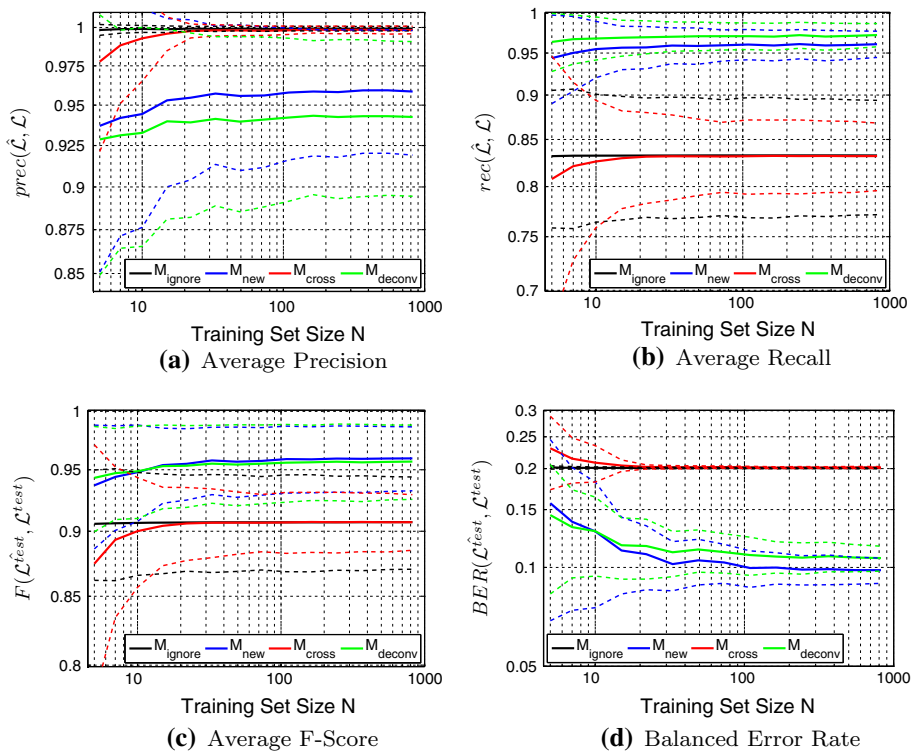 1
0.975
0.95
0.925
0.9
0.875
0.85
prec(L̂, L)
M_ignore M_new M_cross M_deconv
10 100 1000
Training Set Size N
(a) Average Precision
1
0.95
0.9
0.85
0.8
0.75
0.7
rec(L̂, L)
M_ignore M_new M_cross M_deconv
10 100 1000
Training Set Size N
(b) Average Recall
1
0.95
0.9
0.85
0.8
F(L̂^test, L^test)
M_ignore M_new M_cross M_deconv
10 100 1000
Training Set Size N
(c) Average F-Score
0.3
0.25
0.2
0.15
0.1
0.05
BER(L̂^test, L^test)
M_ignore M_new M_cross M_deconv
10 100 1000
Training Set Size N
(d) Balanced Error Rate